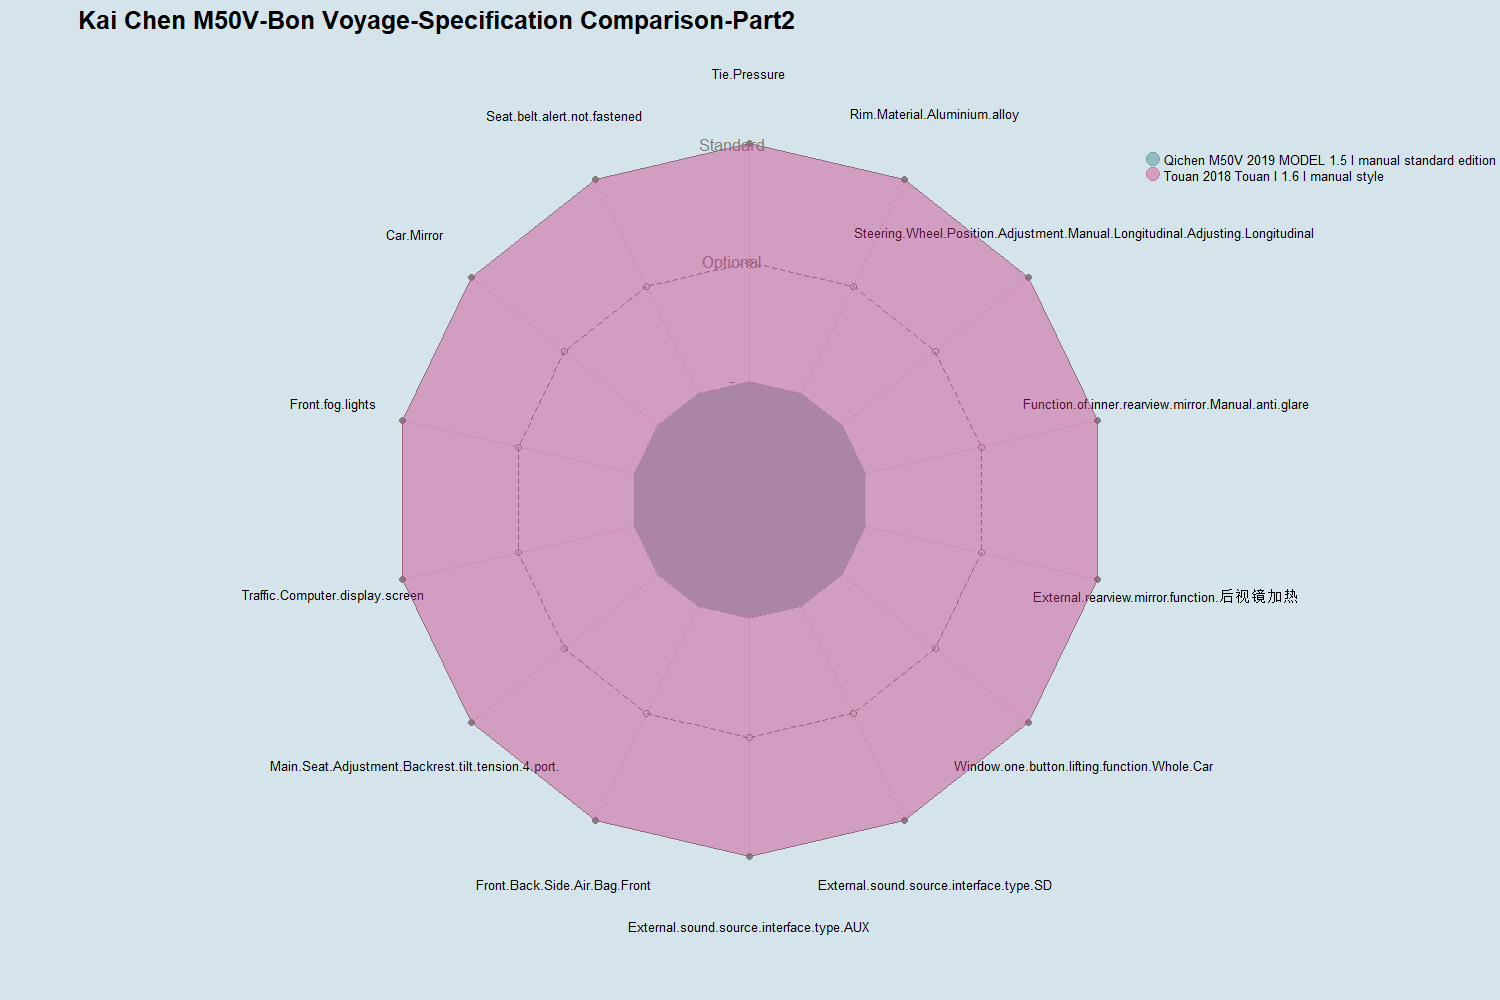 Kai Chen M50V-Bon Voyage-Specification Comparison-Part2
Tie.Pressure
Seat.belt.alert.not.fastened
Rim.Material.Aluminium.alloy
Standard
Qichen M50V 2019 MODEL 1.5 l manual standard edition
Touan 2018 Touan l 1.6 l manual style
Car.Mirror
Steering.Wheel.Position.Adjustment.Manual.Longitudinal.Adjusting.Longitudinal
Optional
-
Front.fog.lights
Function.of.inner.rearview.mirror.Manual.anti.glare
Traffic.Computer.display.screen
External.rearview.mirror.function.后视镜加热
Main.Seat.Adjustment.Backrest.tilt.tension.4.port.
Window.one.button.lifting.function.Whole.Car
Front.Back.Side.Air.Bag.Front
External.sound.source.interface.type.SD
External.sound.source.interface.type.AUX